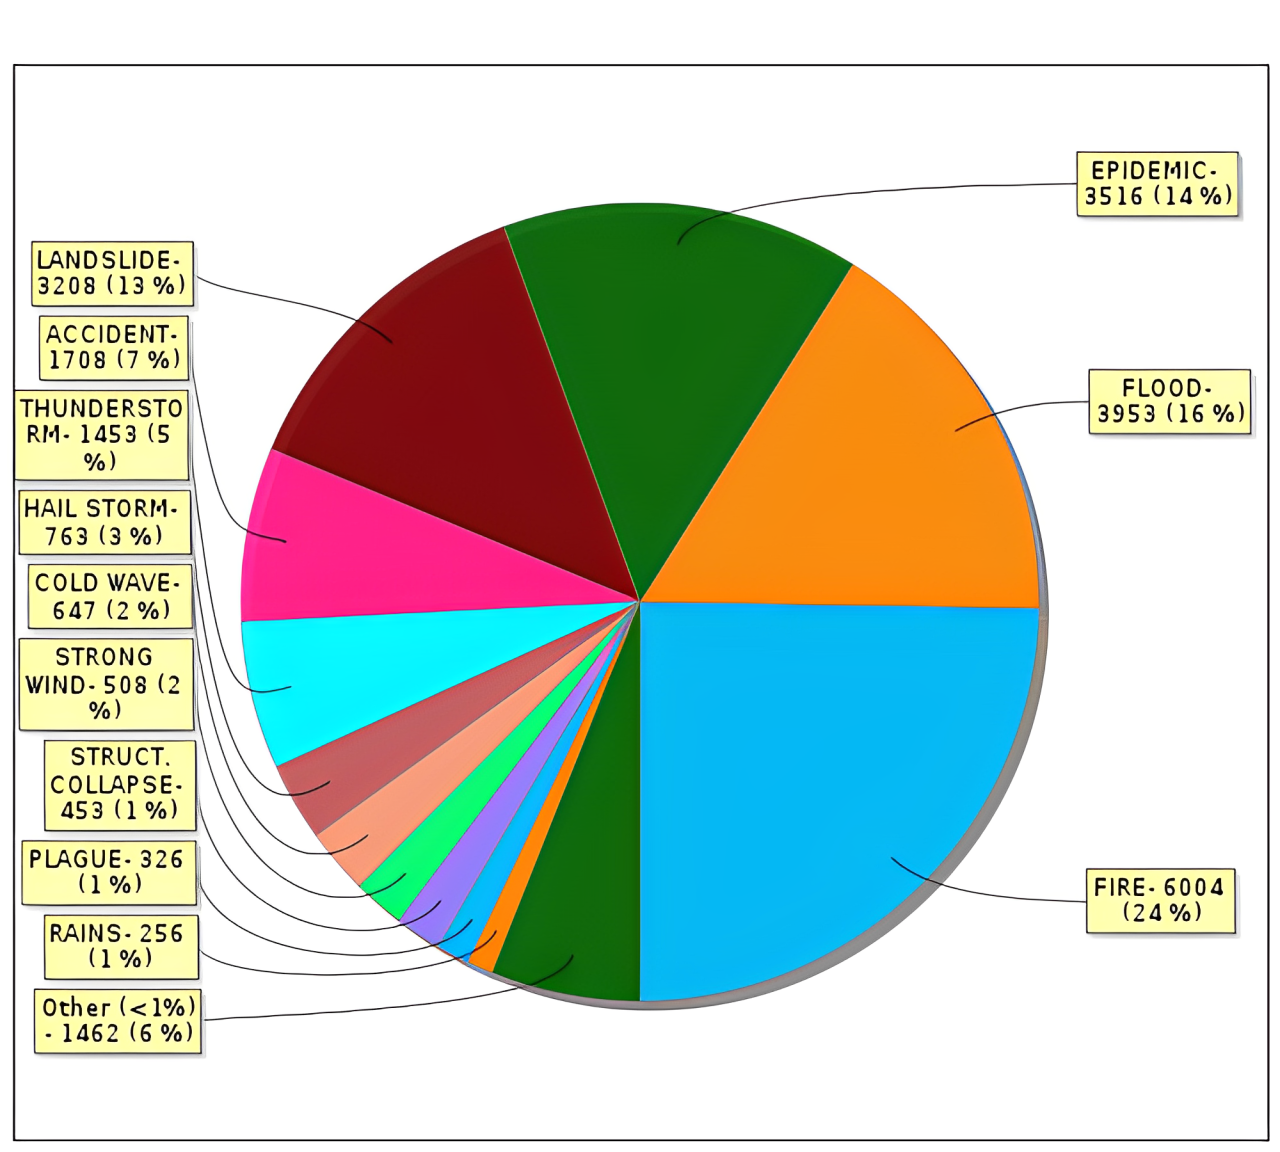 EPIDEMIC-
3516 (14 %)
LANDSLIDE-
3208 (13 %)
ACCIDENT-
1708 (7 %)
FLOOD-
3953 (16 %)
THUNDERSTO
RM- 1453 (5
%)
HAIL STORM-
763 (3 %)
COLD WAVE-
647 (2 %)
STRONG
WIND- 508 (2
%)
STRUCT.
COLLAPSE-
453 (1 %)
PLAGUE- 326
(1 %)
FIRE- 6004
(24 %)
RAINS- 256
(1 %)
Other (<1%)
- 1462 (6 %)